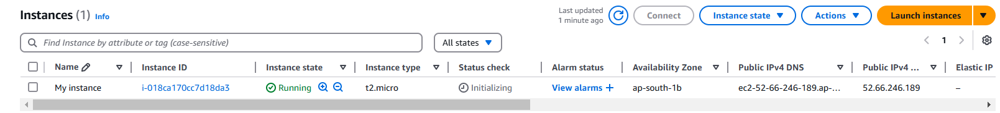 Instances (1) Info
Last updated
1 minute ago
Connect
Instance state
Actions
Launch instances
Find Instance by attribute or tag (case-sensitive)
All states
1
Name Instance ID Instance state Instance type Status check Alarm status Availability Zone Public IPv4 DNS Public IPv4 ... Elastic IP
My instance i-018ca170cc7d18da3 Running t2.micro Initializing View alarms + ap-south-1b ec2-52-66-246-189.ap-... 52.66.246.189 –